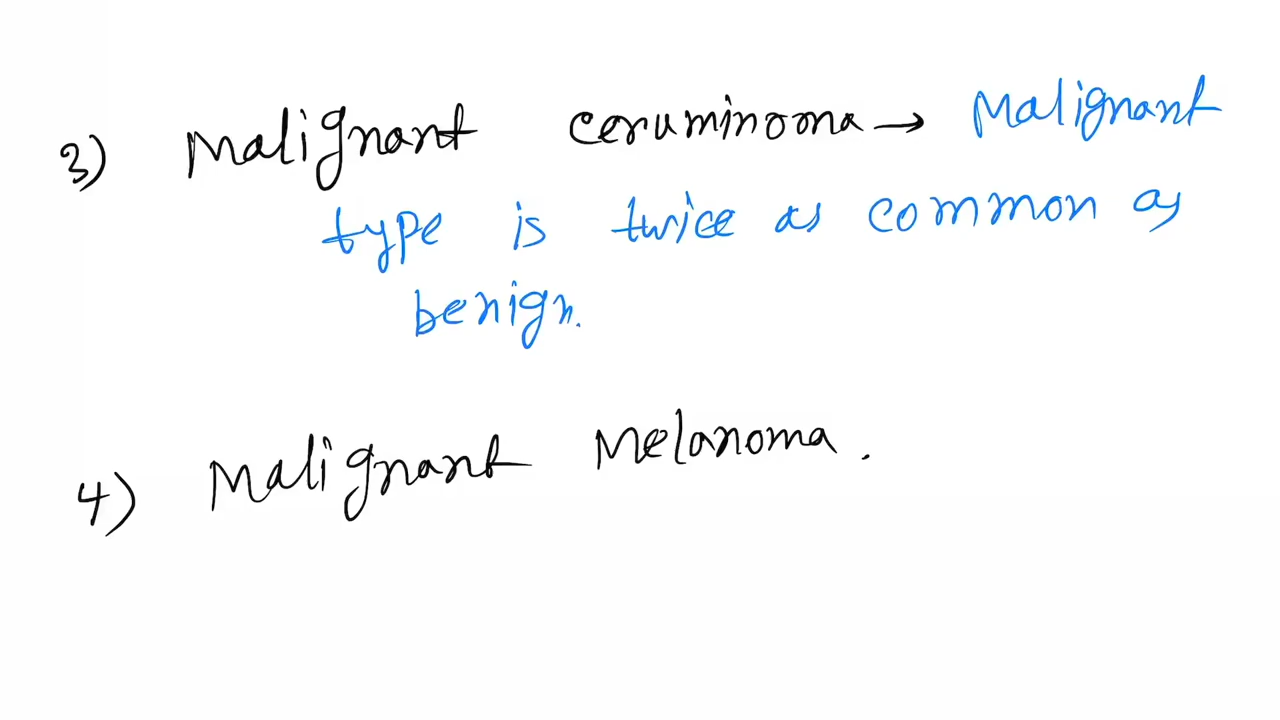 3) Malignant ceruminoma → Malignant
type is twice as common as
benign.
4) Malignant Melanoma.